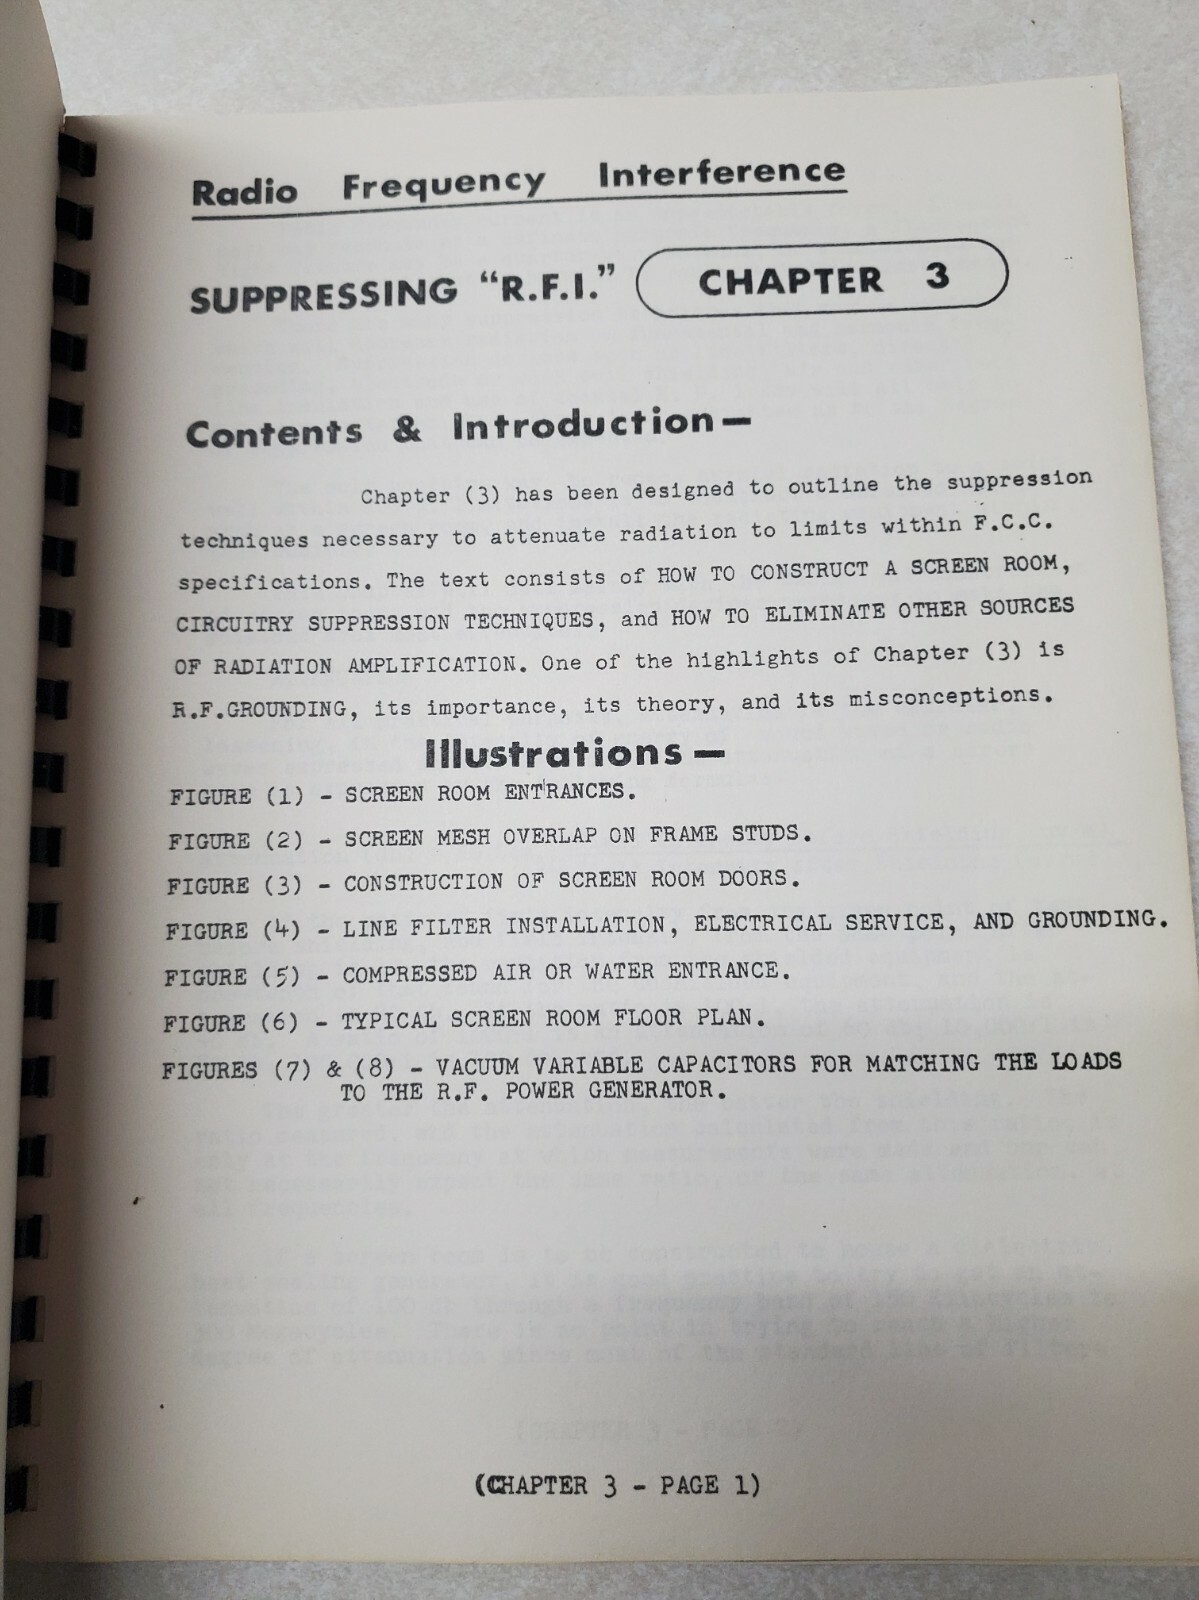 Radio Frequency Interference
SUPPRESSING “R.F.I.” CHAPTER 3
Contents & Introduction—
Chapter (3) has been designed to outline the suppression
techniques necessary to attenuate radiation to limits within F.C.C.
specifications. The text consists of HOW TO CONSTRUCT A SCREEN ROOM,
CIRCUITRY SUPPRESSION TECHNIQUES, and HOW TO ELIMINATE OTHER SOURCES
OF RADIATION AMPLIFICATION. One of the highlights of Chapter (3) is
R.F.GROUNDING, its importance, its theory, and its misconceptions.
Illustrations—
FIGURE (1) - SCREEN ROOM ENTRANCES.
FIGURE (2) - SCREEN MESH OVERLAP ON FRAME STUDS.
FIGURE (3) - CONSTRUCTION OF SCREEN ROOM DOORS.
FIGURE (4) - LINE FILTER INSTALLATION, ELECTRICAL SERVICE, AND GROUNDING.
FIGURE (5) - COMPRESSED AIR OR WATER ENTRANCE.
FIGURE (6) - TYPICAL SCREEN ROOM FLOOR PLAN.
FIGURES (7) & (8) - VACUUM VARIABLE CAPACITORS FOR MATCHING THE LOADS
TO THE R.F. POWER GENERATOR.
(CHAPTER 3 - PAGE 1)